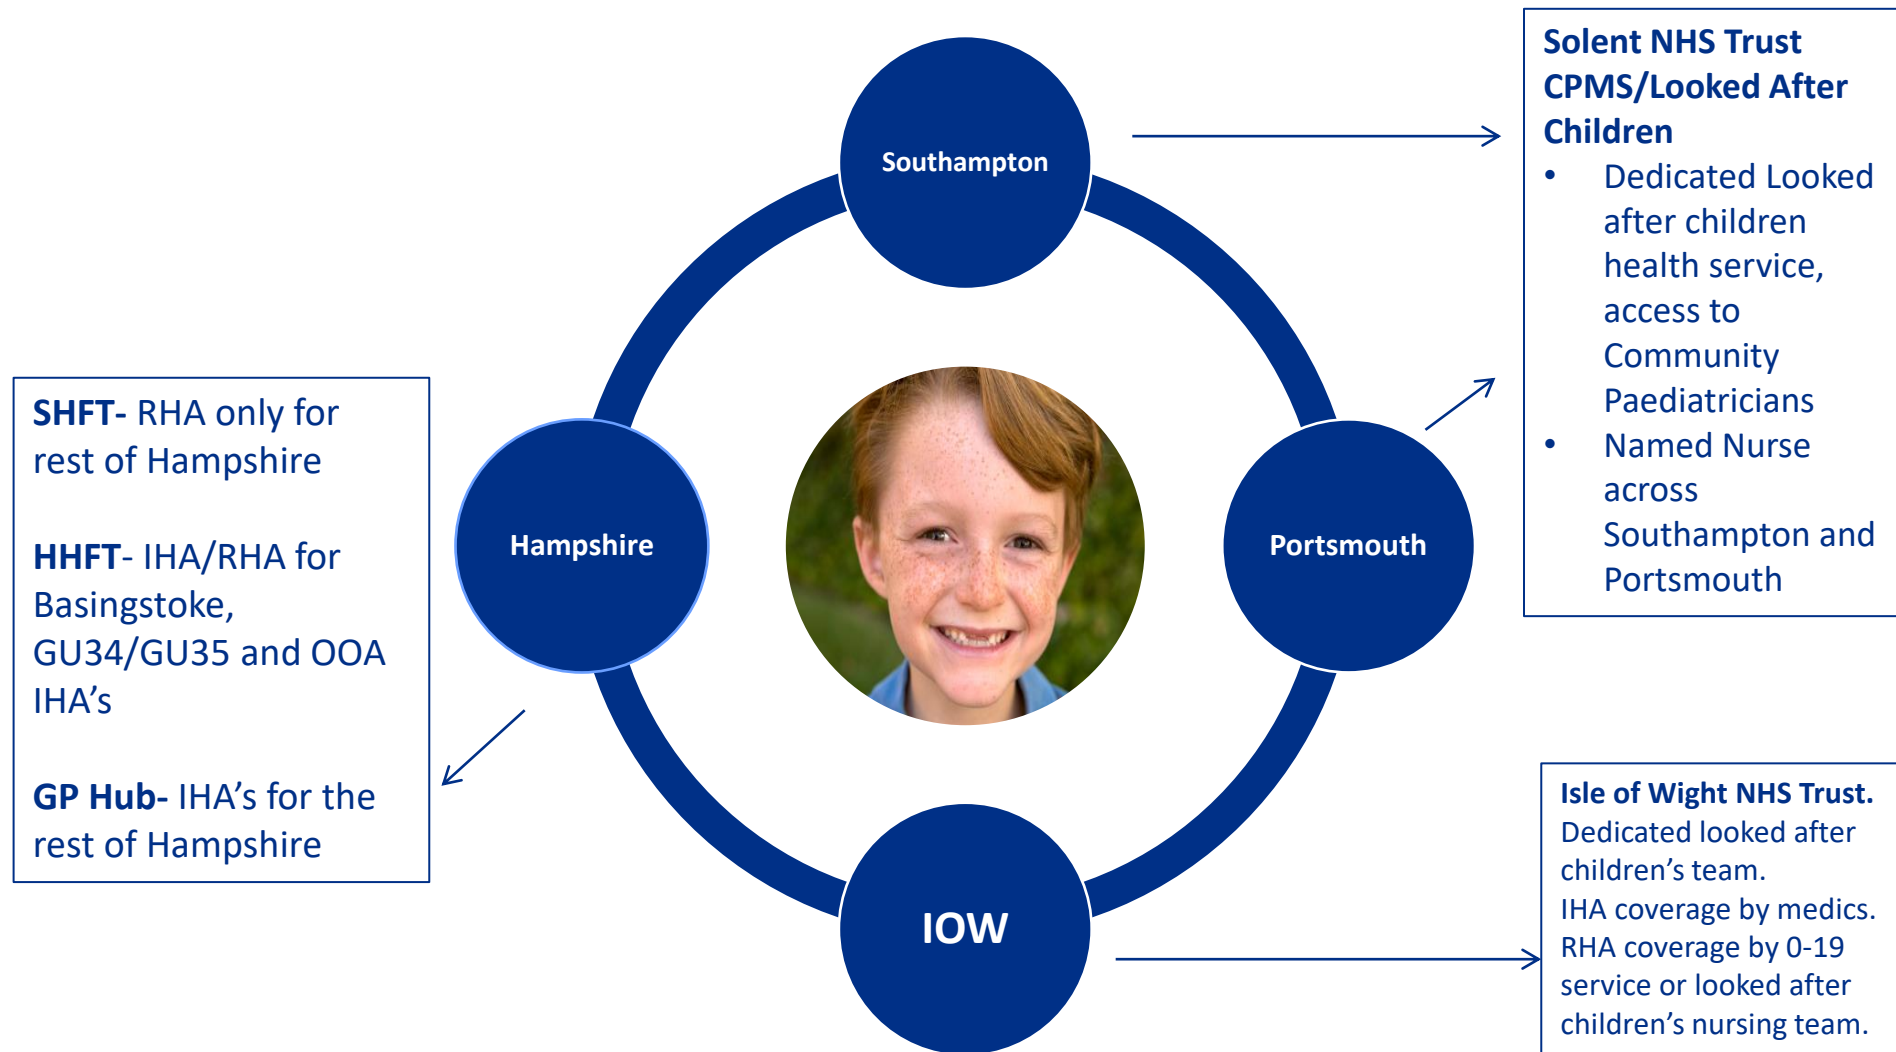 Southampton
Hampshire
Portsmouth
IOW
Solent NHS Trust
CPMS/Looked After
Children
• Dedicated Looked
after children
health service,
access to
Community
Paediatricians
• Named Nurse
across
Southampton and
Portsmouth
SHFT- RHA only for
rest of Hampshire
HHFT- IHA/RHA for
Basingstoke,
GU34/GU35 and OOA
IHA’s
GP Hub- IHA’s for the
rest of Hampshire
Isle of Wight NHS Trust.
Dedicated looked after
children’s team.
IHA coverage by medics.
RHA coverage by 0-19
service or looked after
children’s nursing team.